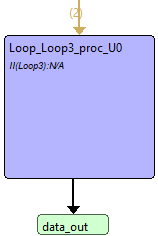 (2)
Loop_Loop3_proc_U0
II(Loop3):N/A
data_out